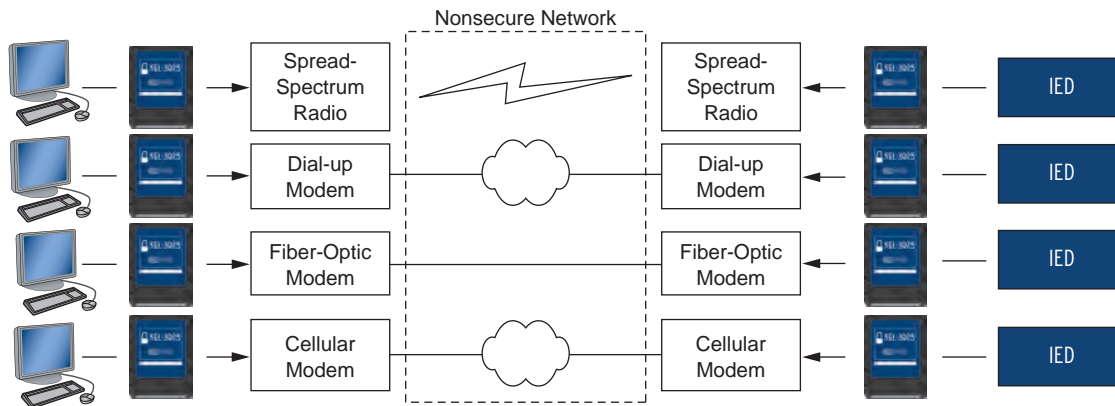 Nonsecure Network
Spread-
Spectrum
Radio
Spread-
Spectrum
Radio
IED
Dial-up
Modem
Dial-up
Modem
IED
Fiber-Optic
Modem
Fiber-Optic
Modem
IED
Cellular
Modem
Cellular
Modem
IED